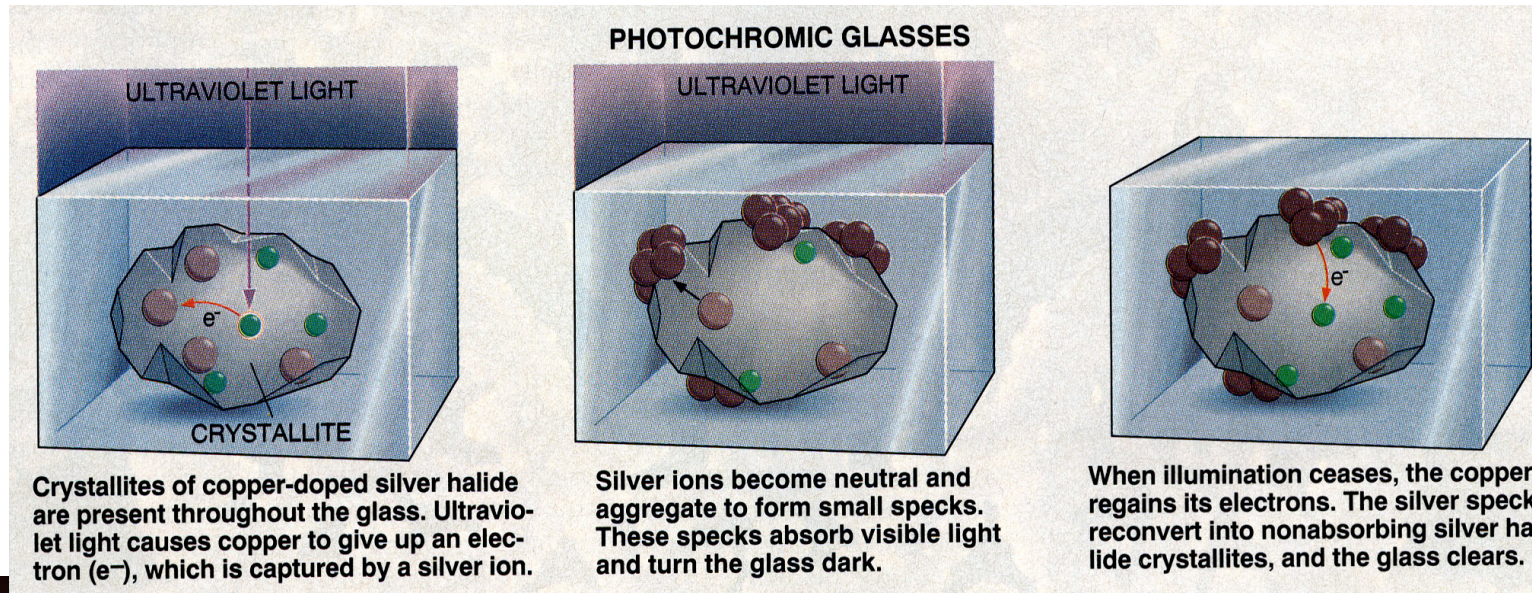 PHOTOCHROMIC GLASSES
ULTRAVIOLET LIGHT
e⁻
CRYSTALLITE
Crystallites of copper-doped silver halide
are present throughout the glass. Ultravio-
let light causes copper to give up an elec-
tron (e⁻), which is captured by a silver ion.
ULTRAVIOLET LIGHT
Silver ions become neutral and
aggregate to form small specks.
These specks absorb visible light
and turn the glass dark.
e⁻
When illumination ceases, the copper
regains its electrons. The silver speck
reconvert into nonabsorbing silver ha
lide crystallites, and the glass clears.